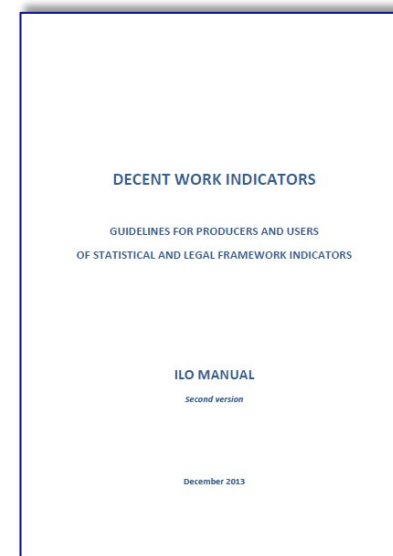 DECENT WORK INDICATORS
GUIDELINES FOR PRODUCERS AND USERS
OF STATISTICAL AND LEGAL FRAMEWORK INDICATORS
ILO MANUAL
Second version
December 2013